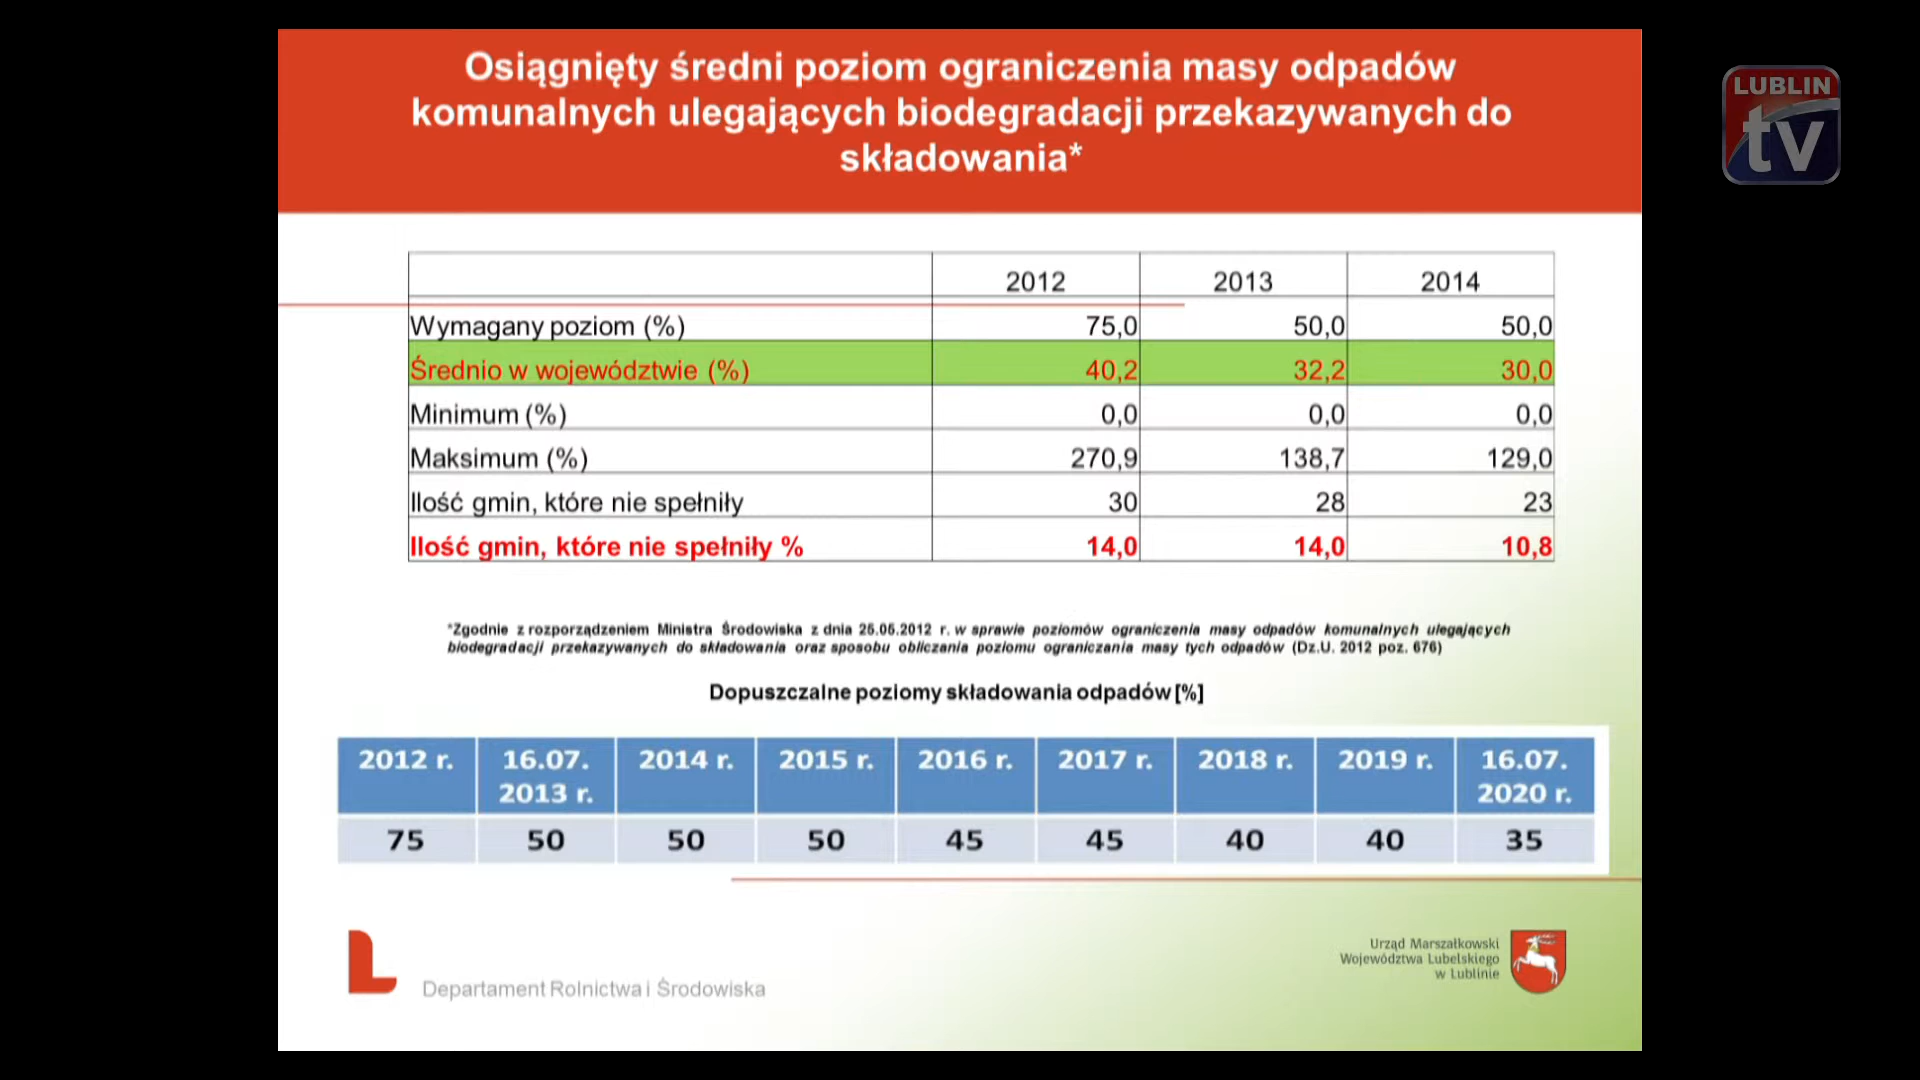 Osiągnięty średni poziom ograniczenia masy odpadów
komunalnych ulegających biodegradacji przekazywanych do
składowania*
LUBLIN
tv
2012 2013 2014
Wymagany poziom (%) 75,0 50,0 50,0
Średnio w województwie (%) 40,2 32,2 30,0
Minimum (%) 0,0 0,0 0,0
Maksimum (%) 270,9 138,7 129,0
Ilość gmin, które nie spełniły 30 28 23
Ilość gmin, które nie spełniły % 14,0 14,0 10,8
*Zgodnie z rozporządzeniem Ministra Środowiska z dnia 25.05.2012 r. w sprawie poziomów ograniczenia masy odpadów komunalnych ulegających
biodegradacji przekazywanych do składowania oraz sposobu obliczania poziomu ograniczania masy tych odpadów (Dz.U. 2012 poz. 676)
Dopuszczalne poziomy składowania odpadów [%]
2012 r. 16.07. 2014 r. 2015 r. 2016 r. 2017 r. 2018 r. 2019 r. 16.07.
2013 r. 2020 r.
75 50 50 50 45 45 40 40 35
Urząd Marszałkowski
Województwa Lubelskiego
w Lublinie
Departament Rolnictwa i Środowiska